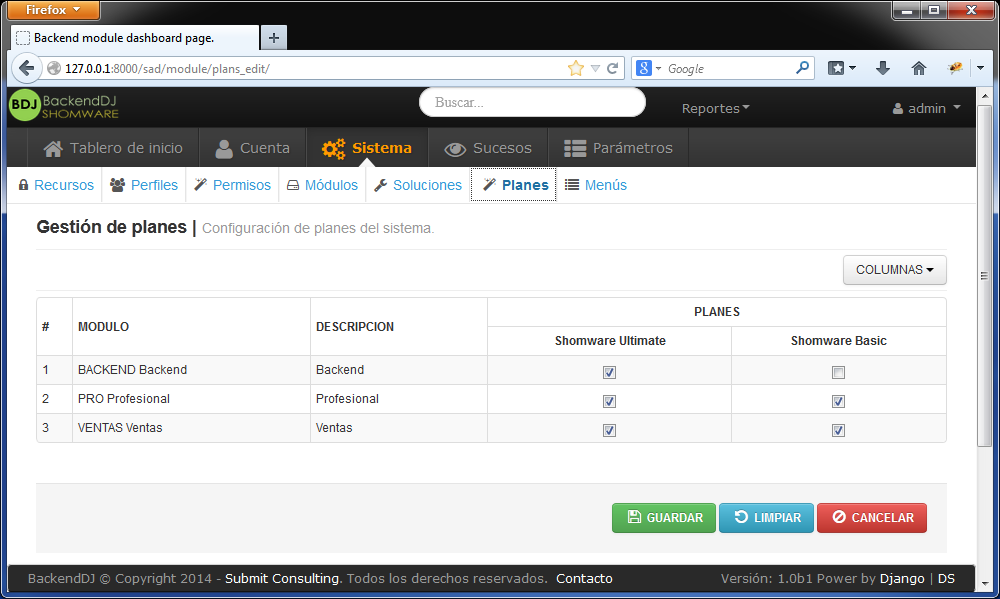 Firefox
Backend module dashboard page.
127.0.0.1:8000/sad/module/plans_edit/
Google
BDJ BackendDJ SHOMWARE
Buscar...
Reportes
admin
Tablero de inicio Cuenta Sistema Sucesos Parámetros
Recursos Perfiles Permisos Módulos Soluciones Planes Menús
Gestión de planes | Configuración de planes del sistema.
COLUMNAS
# MODULO DESCRIPCION PLANES
Shomware Ultimate Shomware Basic
1 BACKEND Backend Backend
2 PRO Profesional Profesional
3 VENTAS Ventas Ventas
GUARDAR LIMPIAR CANCELAR
BackendDJ © Copyright 2014 - Submit Consulting. Todos los derechos reservados. Contacto Versión: 1.0b1 Power by Django | DS